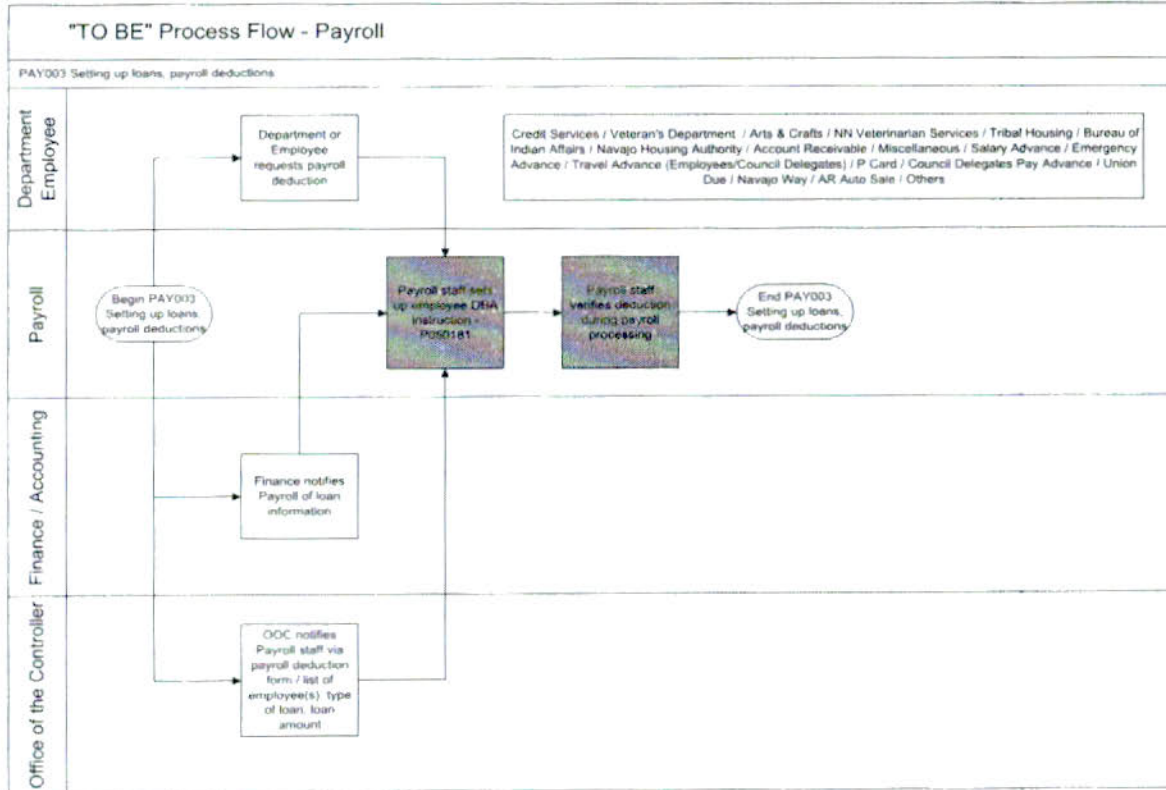 "TO BE" Process Flow - Payroll
PAY003 Setting up loans, payroll deductions
Department
Employee
Department or
Employee
requests payroll
deduction
Credit Services / Veteran's Department / Arts & Crafts / NN Veterinarian Services / Tribal Housing / Bureau of
Indian Affairs / Navajo Housing Authority / Account Receivable / Miscellaneous / Salary Advance / Emergency
Advance / Travel Advance (Employees/Council Delegates) / P Card / Council Delegates Pay Advance / Union
Due / Navajo Way / AR Auto Sale / Others
Payroll
Begin PAY003
Setting up loans,
payroll deductions
Payroll staff sets
up employee DBA
instruction -
P050181
Payroll staff
verifies deduction
during payroll
processing
End PAY003
Setting up loans,
payroll deductions
Finance / Accounting
Finance notifies
Payroll of loan
information
Office of the Controller
OOC notifies
Payroll staff via
payroll deduction
form / list of
employee(s) type
of loan, loan
amount